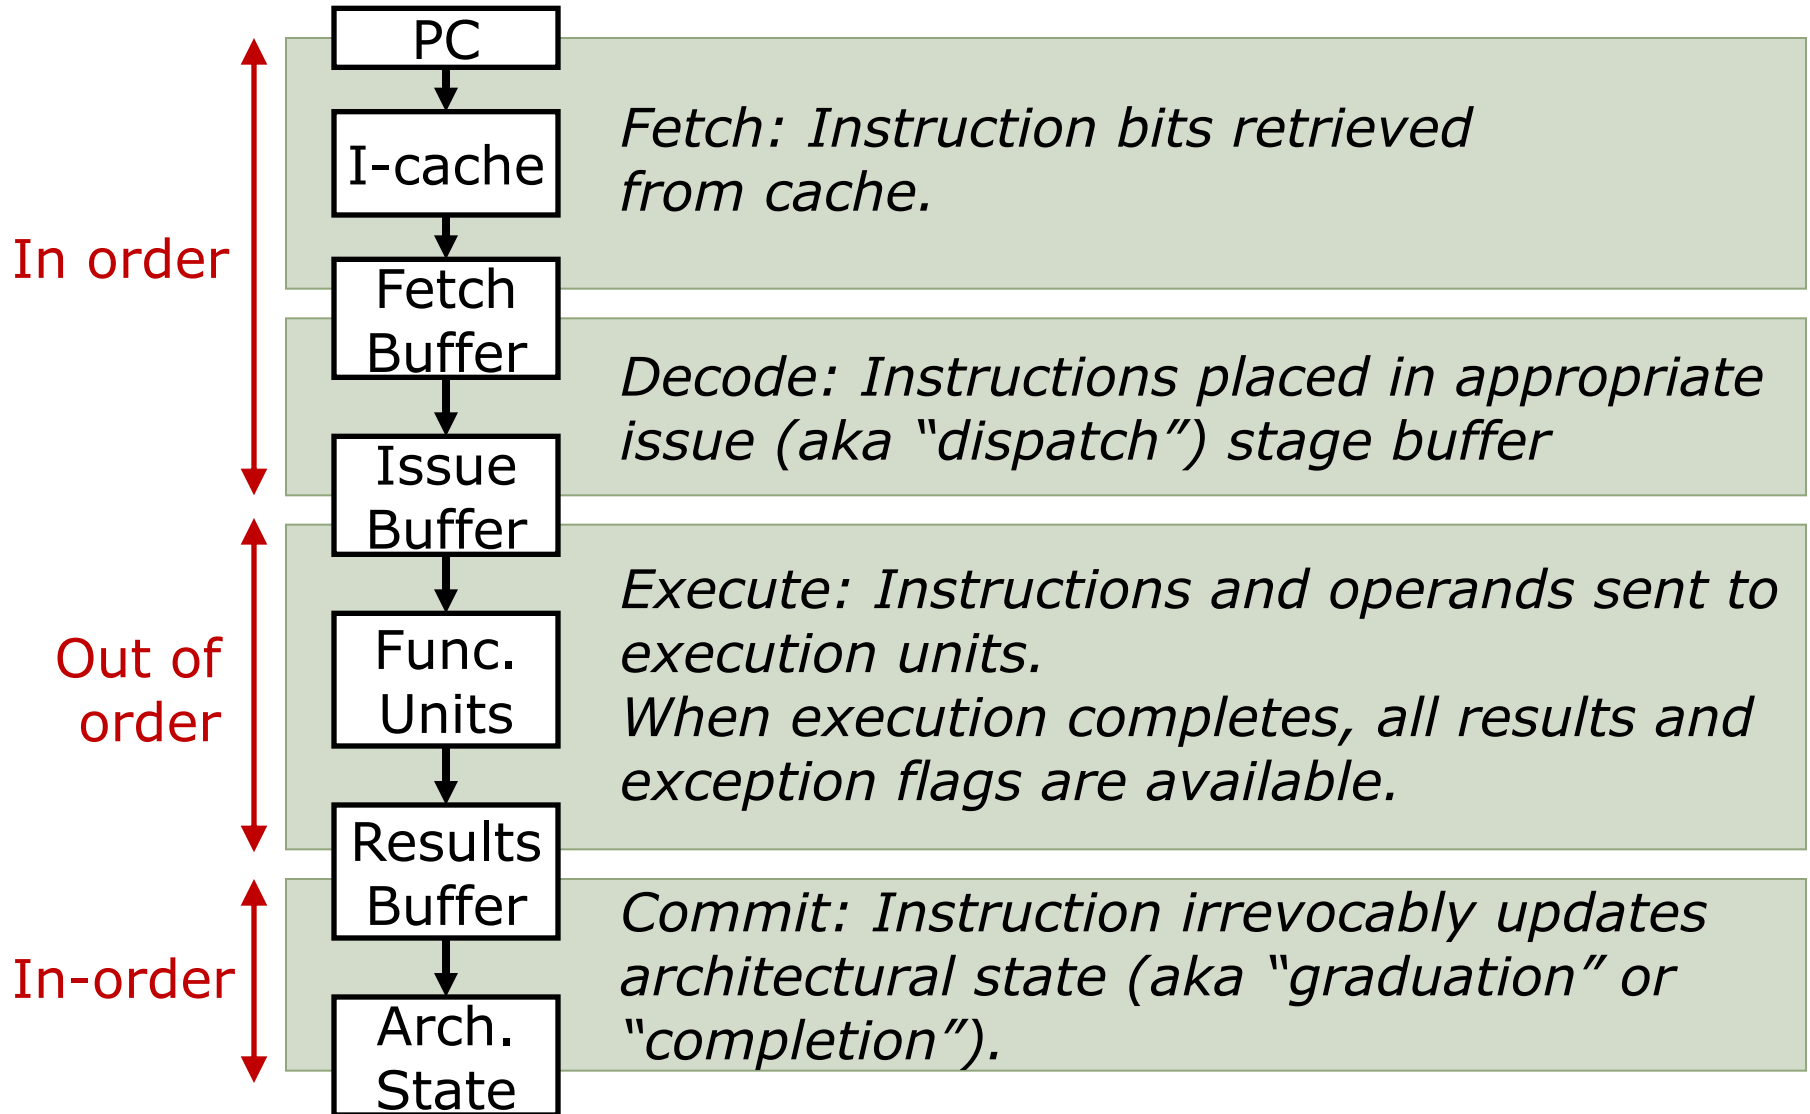 PC
I-cache
Fetch: Instruction bits retrieved
from cache.
In order
Fetch
Buffer
Decode: Instructions placed in appropriate
issue (aka “dispatch”) stage buffer
Issue
Buffer
Execute: Instructions and operands sent to
execution units.
When execution completes, all results and
exception flags are available.
Out of
order
Func.
Units
Results
Buffer
Commit: Instruction irrevocably updates
architectural state (aka “graduation” or
“completion”).
In-order
Arch.
State